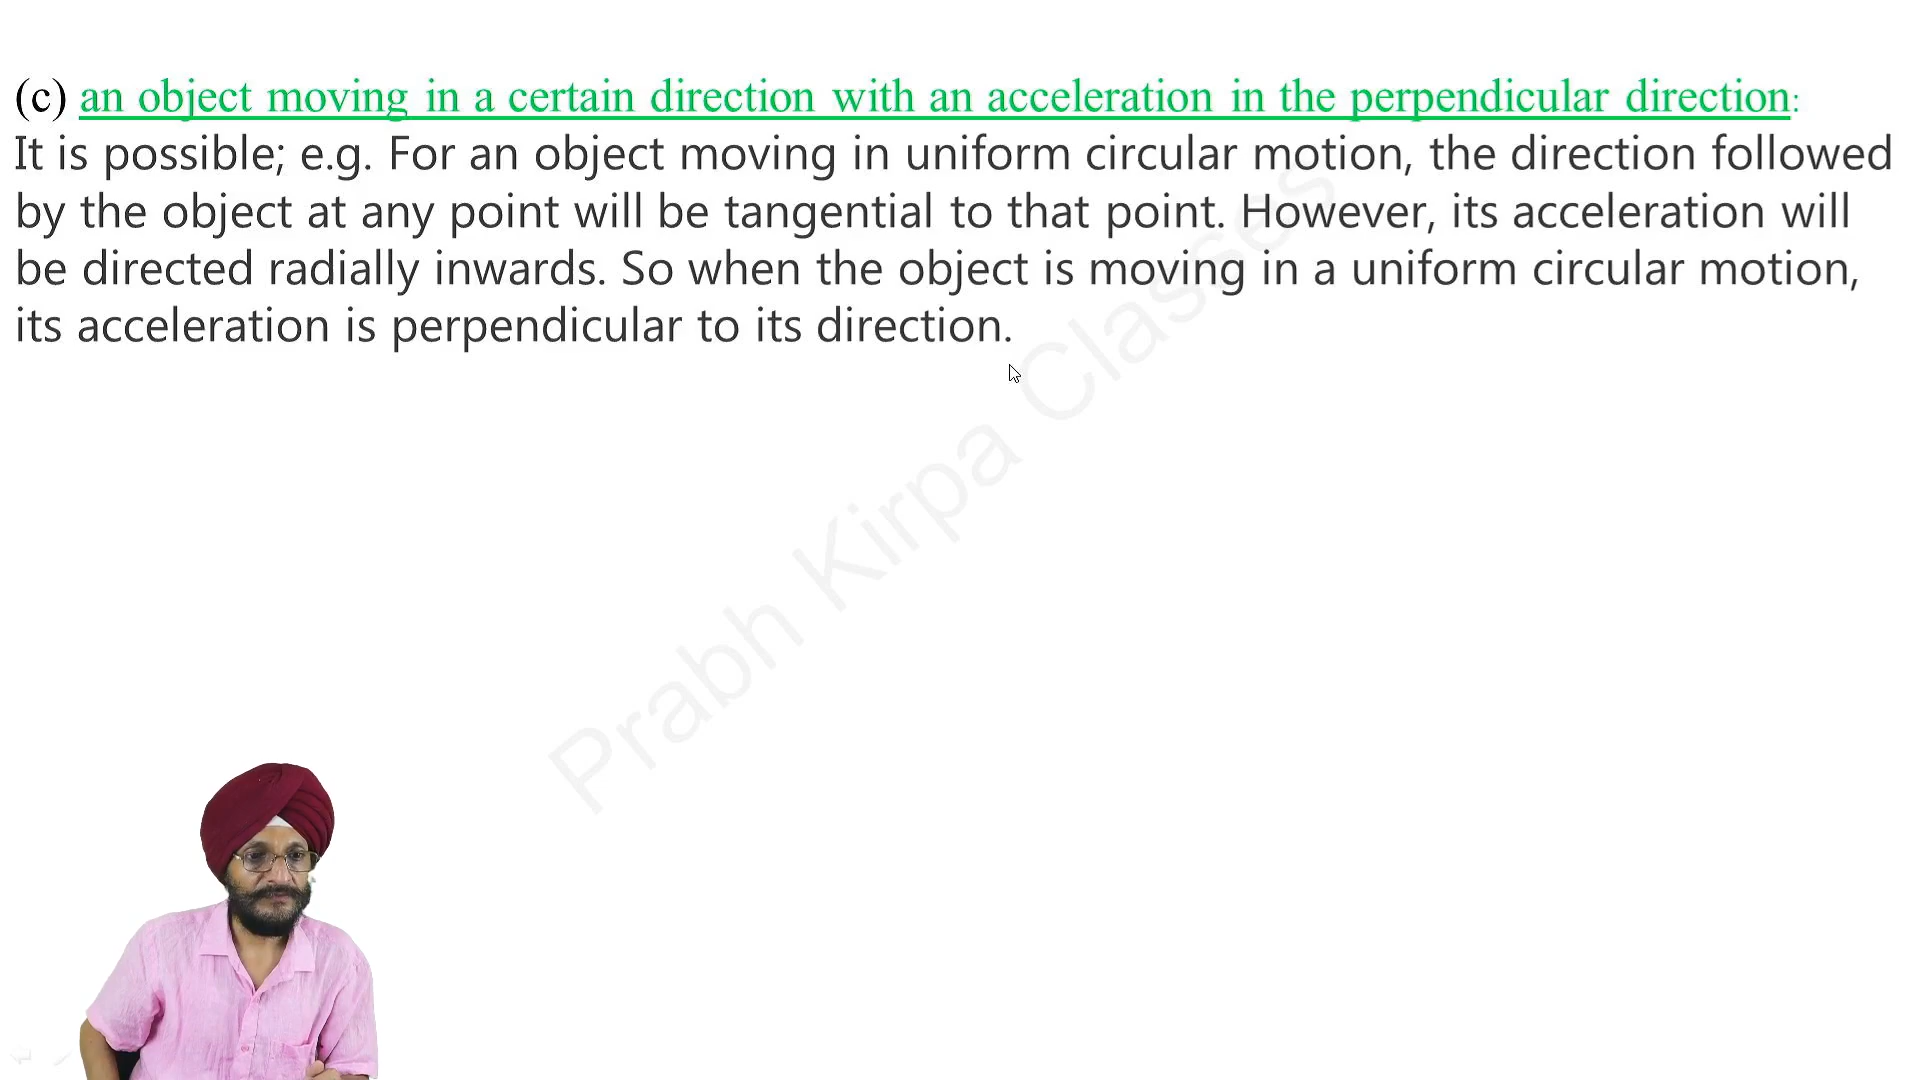 (c) an object moving in a certain direction with an acceleration in the perpendicular direction:
It is possible; e.g. For an object moving in uniform circular motion, the direction followed
by the object at any point will be tangential to that point. However, its acceleration will
be directed radially inwards. So when the object is moving in a uniform circular motion,
its acceleration is perpendicular to its direction.
Prabh Kirpa Classes